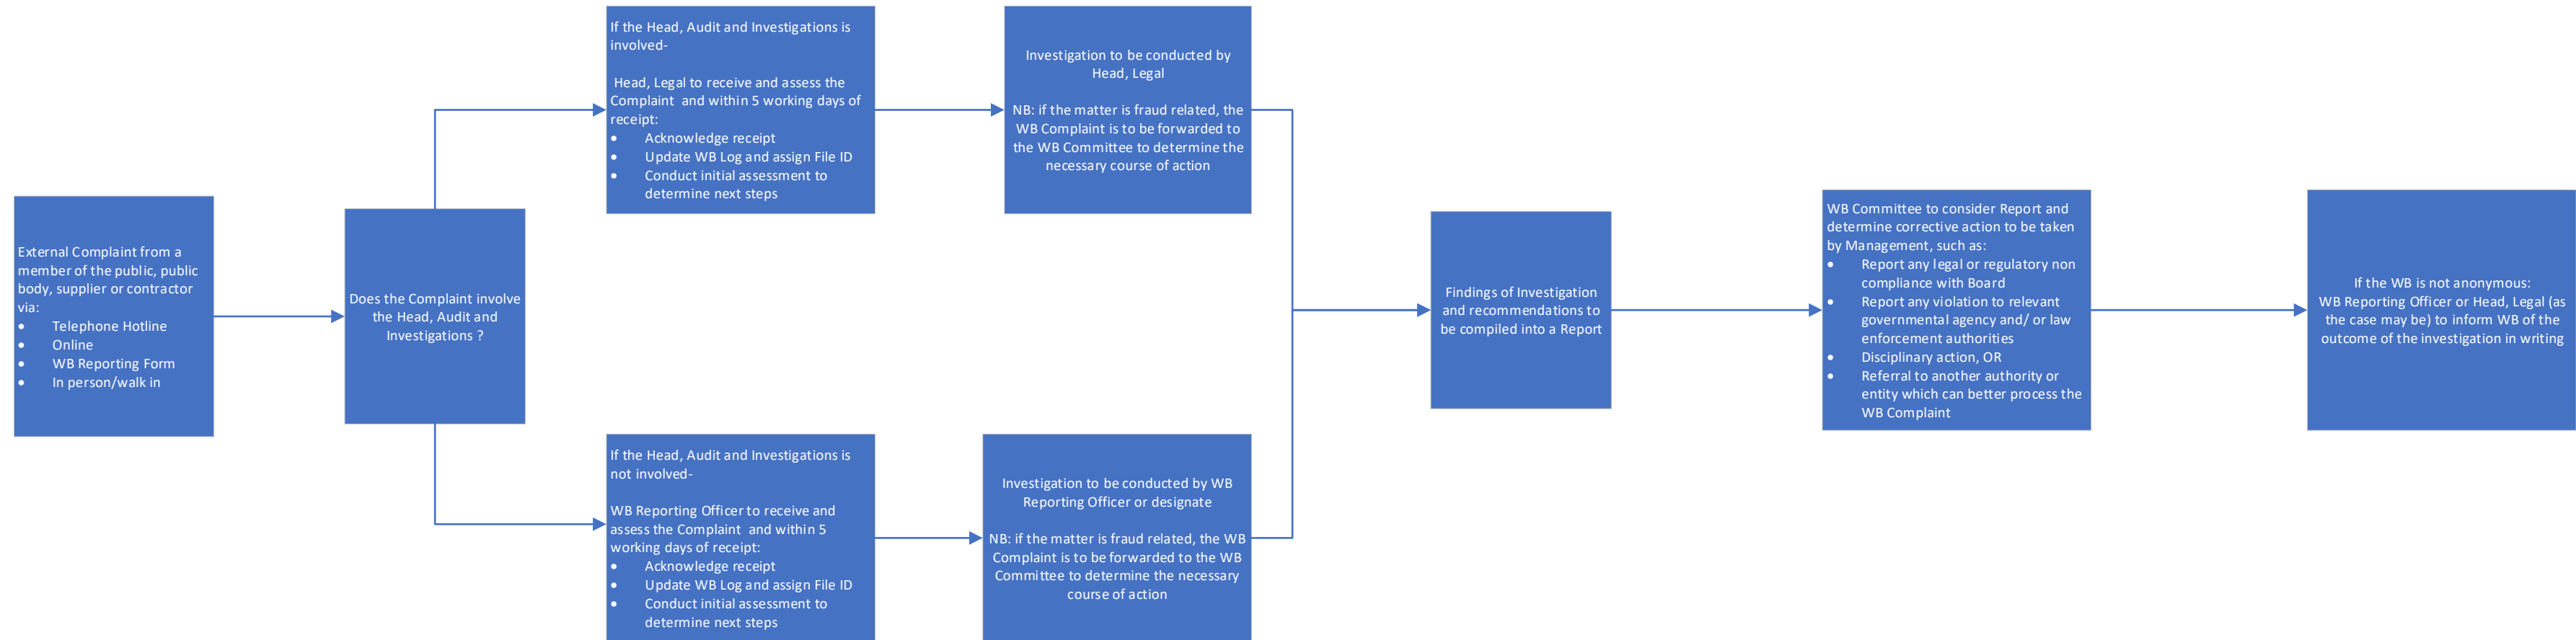 External Complaint from a
member of the public, public
body, supplier or contractor
via:
• Telephone Hotline
• Online
• WB Reporting Form
• In person/walk in
Does the Complaint involve
the Head, Audit and
Investigations ?
If the Head, Audit and Investigations is
involved-
Head, Legal to receive and assess the
Complaint and within 5 working days of
receipt:
• Acknowledge receipt
• Update WB Log and assign File ID
• Conduct initial assessment to
determine next steps
Investigation to be conducted by
Head, Legal
NB: if the matter is fraud related, the
WB Complaint is to be forwarded to
the WB Committee to determine the
necessary course of action
If the Head, Audit and Investigations is
not involved-
WB Reporting Officer to receive and
assess the Complaint and within 5
working days of receipt:
• Acknowledge receipt
• Update WB Log and assign File ID
• Conduct initial assessment to
determine next steps
Investigation to be conducted by WB
Reporting Officer or designate
NB: if the matter is fraud related, the WB
Complaint is to be forwarded to the WB
Committee to determine the necessary
course of action
Findings of Investigation
and recommendations to
be compiled into a Report
WB Committee to consider Report and
determine corrective action to be taken
by Management, such as:
• Report any legal or regulatory non
compliance with Board
• Report any violation to relevant
governmental agency and/ or law
enforcement authorities
• Disciplinary action, OR
• Referral to another authority or
entity which can better process the
WB Complaint
If the WB is not anonymous:
WB Reporting Officer or Head, Legal (as
the case may be) to inform WB of the
outcome of the investigation in writing